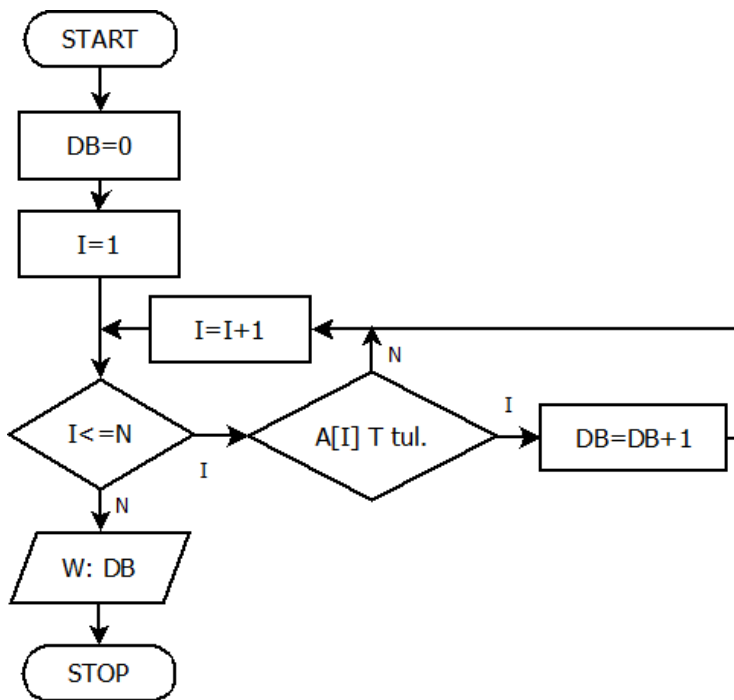 START
DB=0
I=1
I=I+1
N
I<=N
I
A[I] T tul.
I
DB=DB+1
N
W: DB
STOP